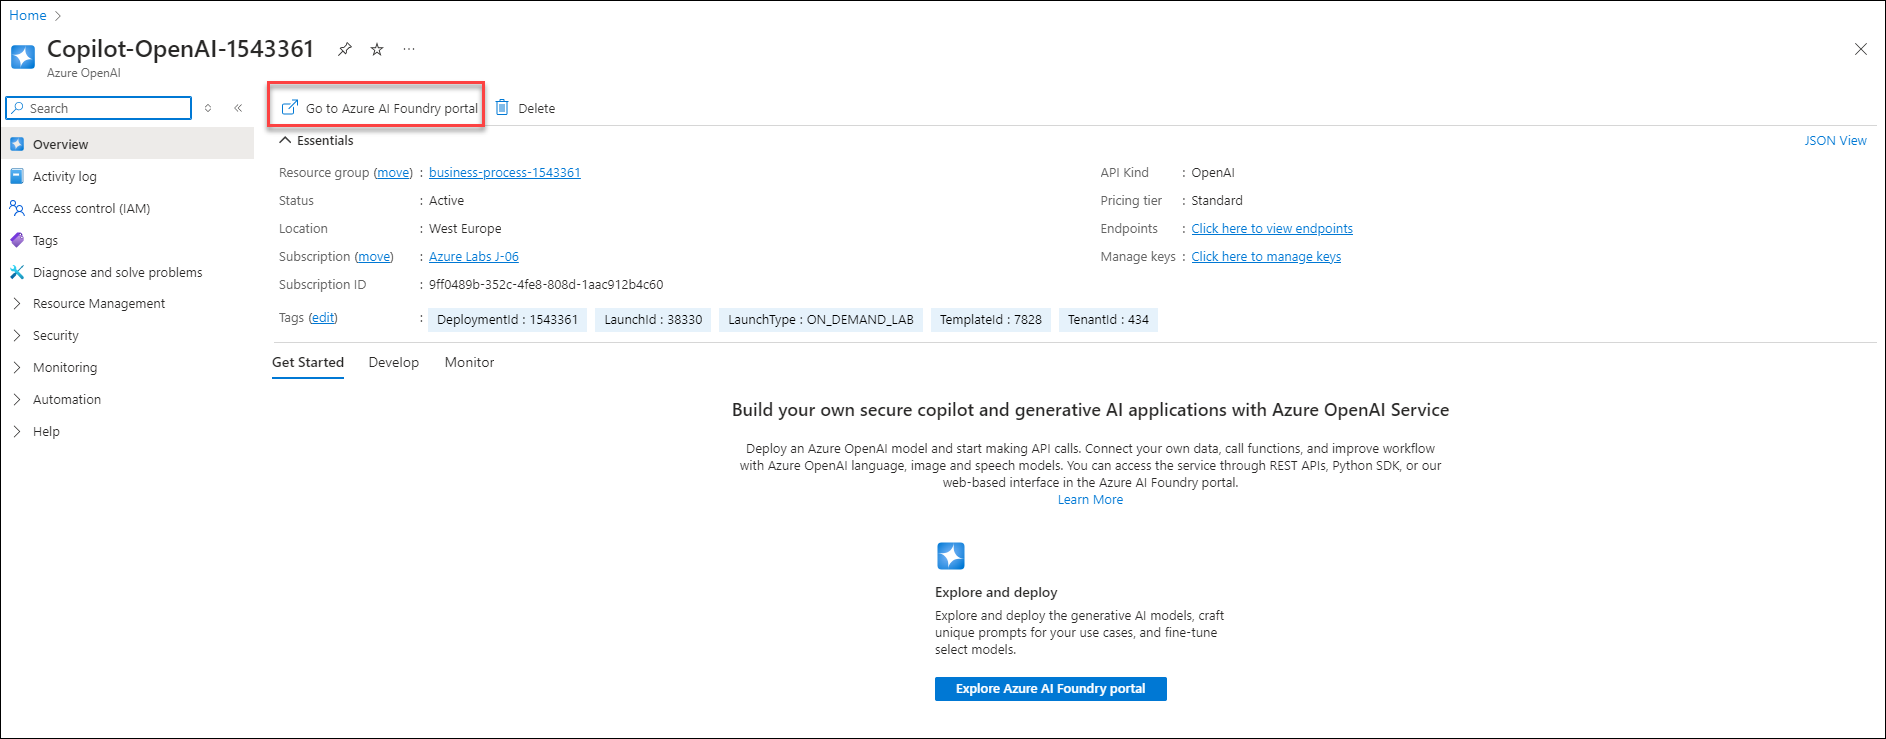 Home
Copilot-OpenAI-1543361
Azure OpenAI
Search
Go to Azure AI Foundry portal
Delete
Overview
Activity log
Access control (IAM)
Tags
Diagnose and solve problems
Resource Management
Security
Monitoring
Automation
Help
Essentials
JSON View
Resource group (move) : business-process-1543361
Status : Active
Location : West Europe
Subscription (move) : Azure Labs J-06
Subscription ID : 9ff0489b-352c-4fe8-808d-1aac912b4c60
API Kind : OpenAI
Pricing tier : Standard
Endpoints : Click here to view endpoints
Manage keys : Click here to manage keys
Tags (edit) : DeploymentId : 1543361 LaunchId : 38330 LaunchType : ON_DEMAND_LAB TemplateId : 7828 TenantId : 434
Get Started Develop Monitor
Build your own secure copilot and generative AI applications with Azure OpenAI Service
Deploy an Azure OpenAI model and start making API calls. Connect your own data, call functions, and improve workflow
with Azure OpenAI language, image and speech models. You can access the service through REST APIs, Python SDK, or our
web-based interface in the Azure AI Foundry portal.
Learn More
Explore and deploy
Explore and deploy the generative AI models, craft
unique prompts for your use cases, and fine-tune
select models.
Explore Azure AI Foundry portal